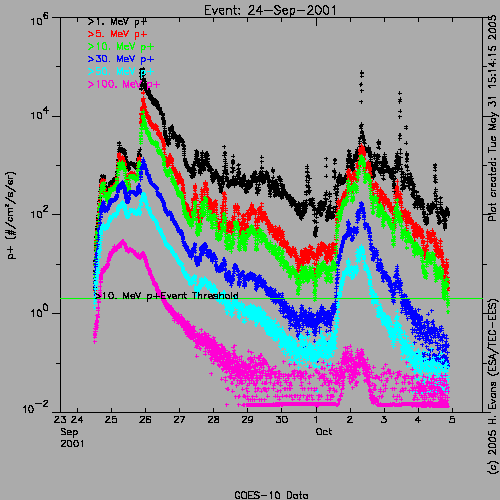 Event: 24-Sep-2001
10^6
>1. MeV p+
>5. MeV p+
>10. MeV p+
>30. MeV p+
>100. MeV p+
10^4
10^2
10^0
10^-2
p+ (#/cm²/s/sr)
>10. MeV p+Event Threshold
23 24 25 26 27 28 29 30 1 2 3 4 5
Sep Oct
2001
GOES-10 Data
Plot created: Tue May 31 15:14:15 2005
(c) 2005 H. Evans (ESA/TEC-EES)